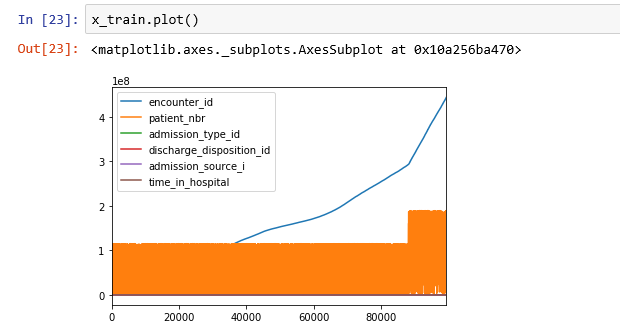 In [23]: x_train.plot()
Out[23]: <matplotlib.axes._subplots.AxesSubplot at 0x10a256ba470>
1e8
encounter_id
patient_nbr
admission_type_id
discharge_disposition_id
admission_source_i
time_in_hospital
4
3
2
1
0
0 20000 40000 60000 80000